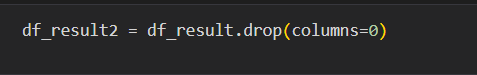 df_result2 = df_result.drop(columns=0)